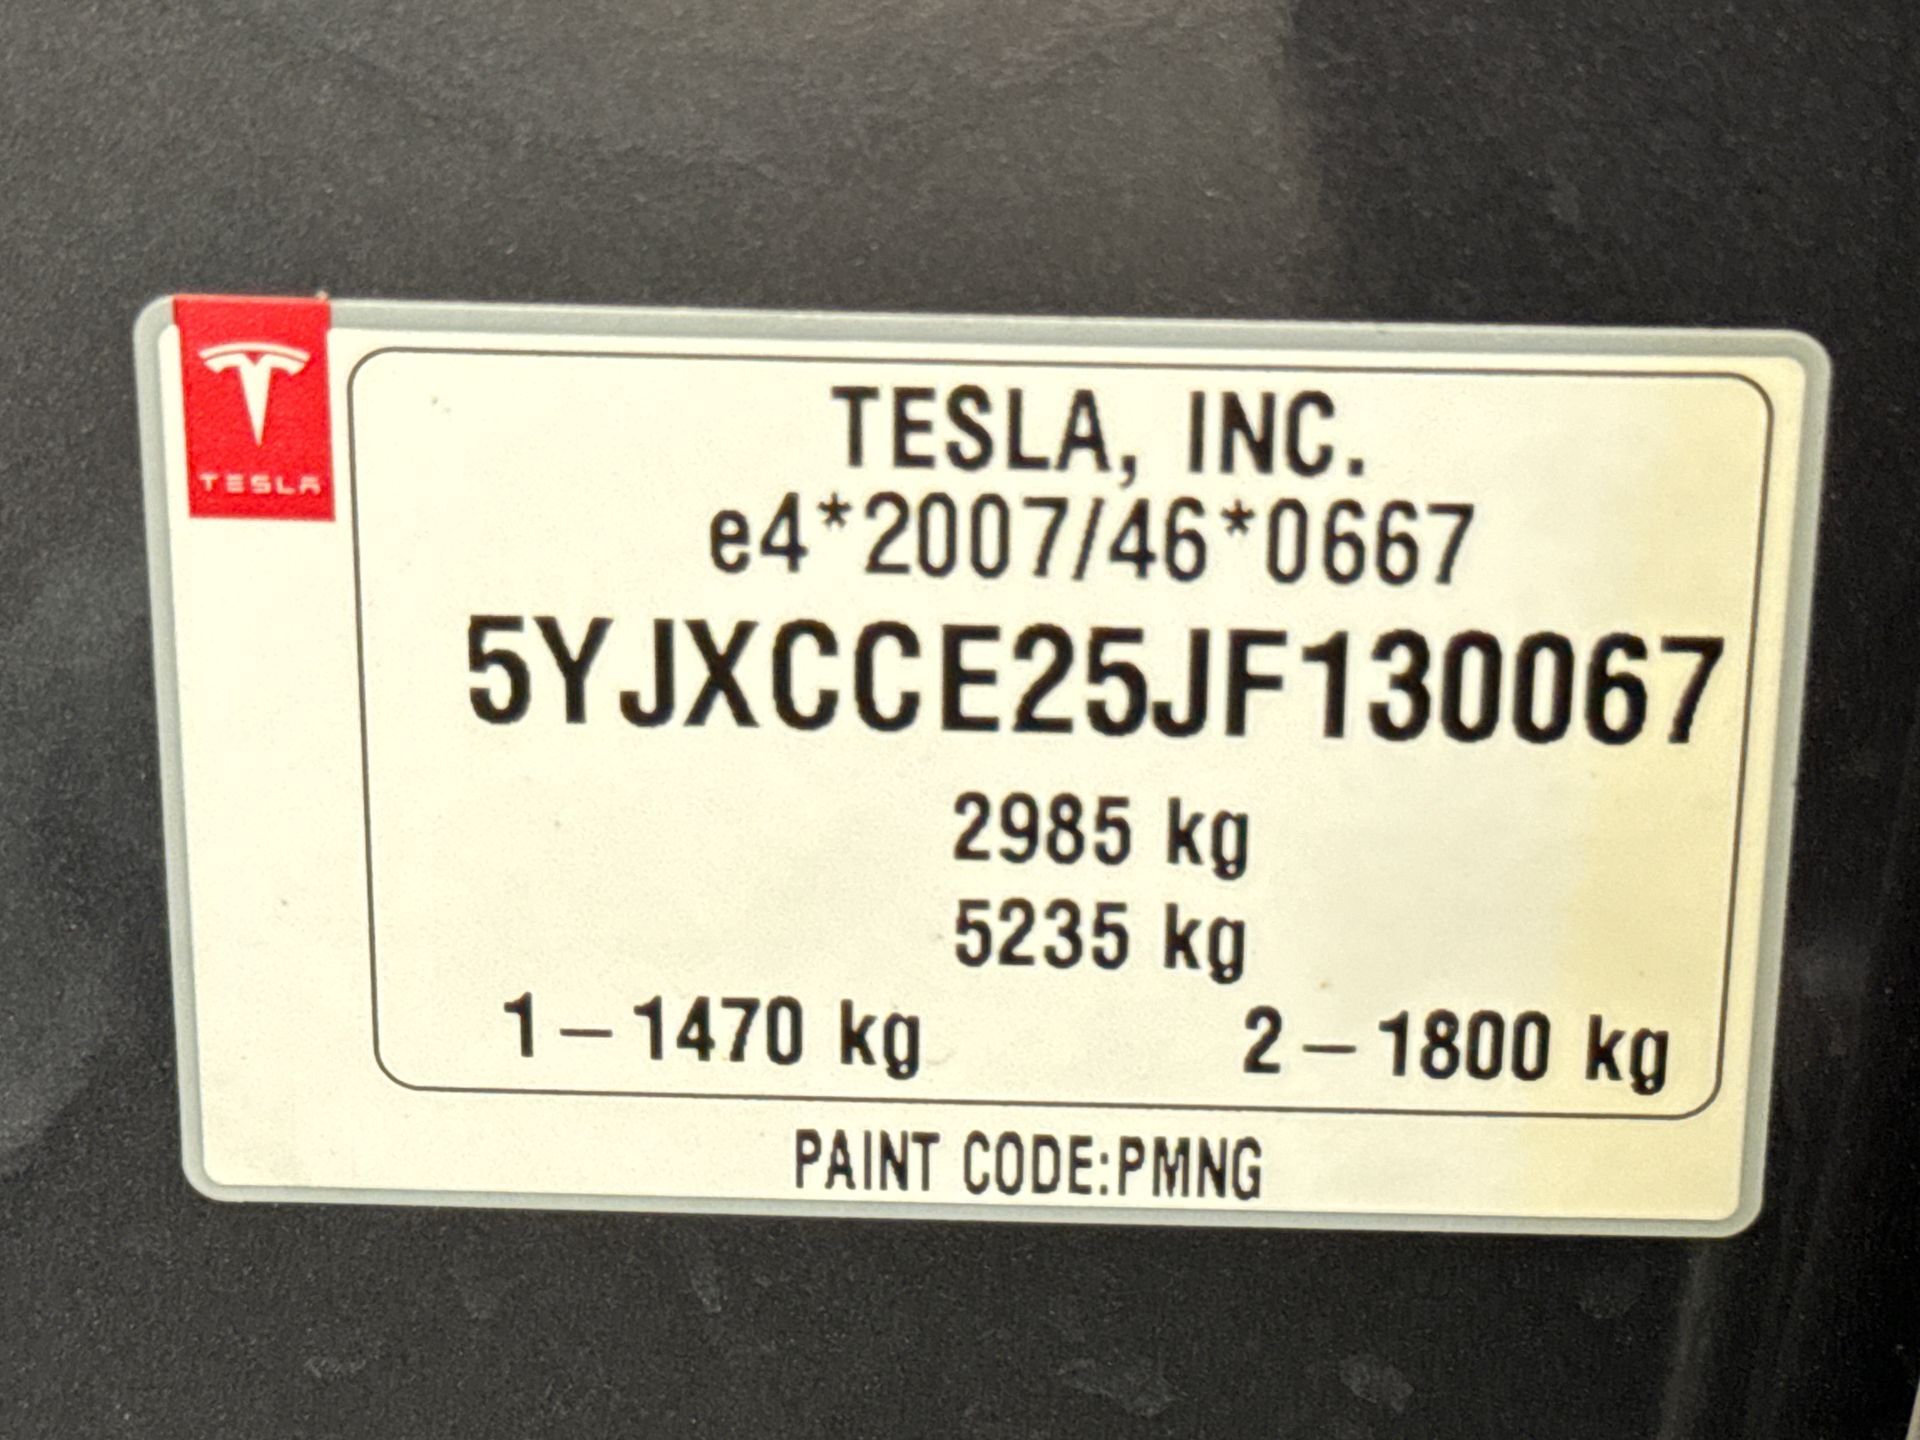 TESLA
TESLA, INC.
e4*2007/46*0667
5YJXCCE25JF130067
2985 kg
5235 kg
1 – 1470 kg 2 – 1800 kg
PAINT CODE:PMNG